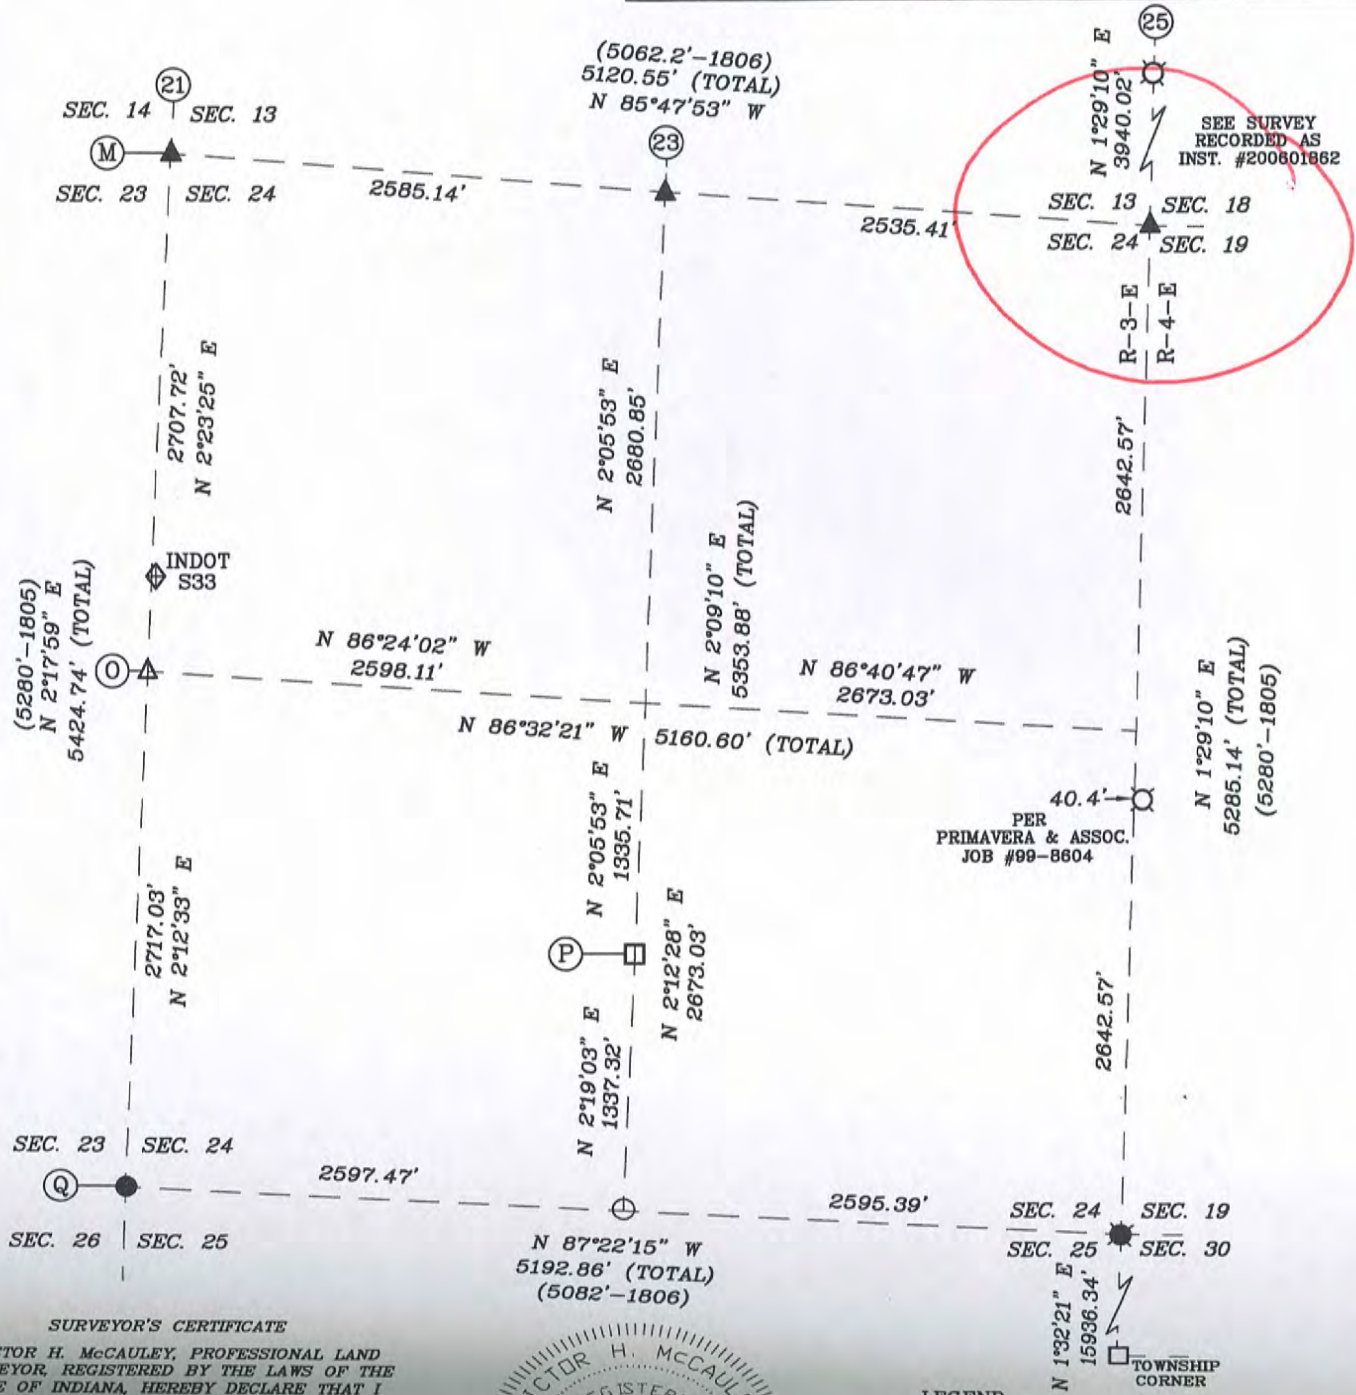 25
(5062.2'-1806)
5120.55' (TOTAL)
N 85°47'53" W
N 1°29'10" E
3940.02'
21
SEC. 14 SEC. 13
M
SEC. 23 SEC. 24
23
SEE SURVEY
RECORDED AS
INST. #200601862
2585.14'
2535.41'
SEC. 13 SEC. 18
SEC. 24 SEC. 19
R-3-E
R-4-E
2707.72'
N 2°23'25" E
N 2°05'53" E
2680.85'
2642.57'
INDOT
S33
(5280'-1805)
N 2°17'59" E
5424.74' (TOTAL)
O
N 86°24'02" W
2598.11'
N 2°09'10" E
5353.88' (TOTAL)
N 86°40'47" W
2673.03'
N 86°32'21" W 5160.60' (TOTAL)
N 1°29'10" E
5285.14' (TOTAL)
(5280'-1805)
40.4'
PER
PRIMAVERA & ASSOC.
JOB #99-8604
N 2°05'53" E
1335.71'
2717.03'
N 2°12'33" E
P
N 2°12'28" E
2673.03'
N 2°19'03" E
1337.32'
2642.57'
SEC. 23 SEC. 24
Q
2597.47'
2595.39'
SEC. 26 SEC. 25
SEC. 24 SEC. 19
SEC. 25 SEC. 30
N 87°22'15" W
5192.86' (TOTAL)
(5082'-1806)
N 1°32'21" E
15936.34'
TOWNSHIP
CORNER
SURVEYOR'S CERTIFICATE
TOR H. McCAULEY, PROFESSIONAL LAND
EYOR, REGISTERED BY THE LAWS OF THE
E OF INDIANA, HEREBY DECLARE THAT I
CTOR H. McCAUL
EGISTER
LEGEND